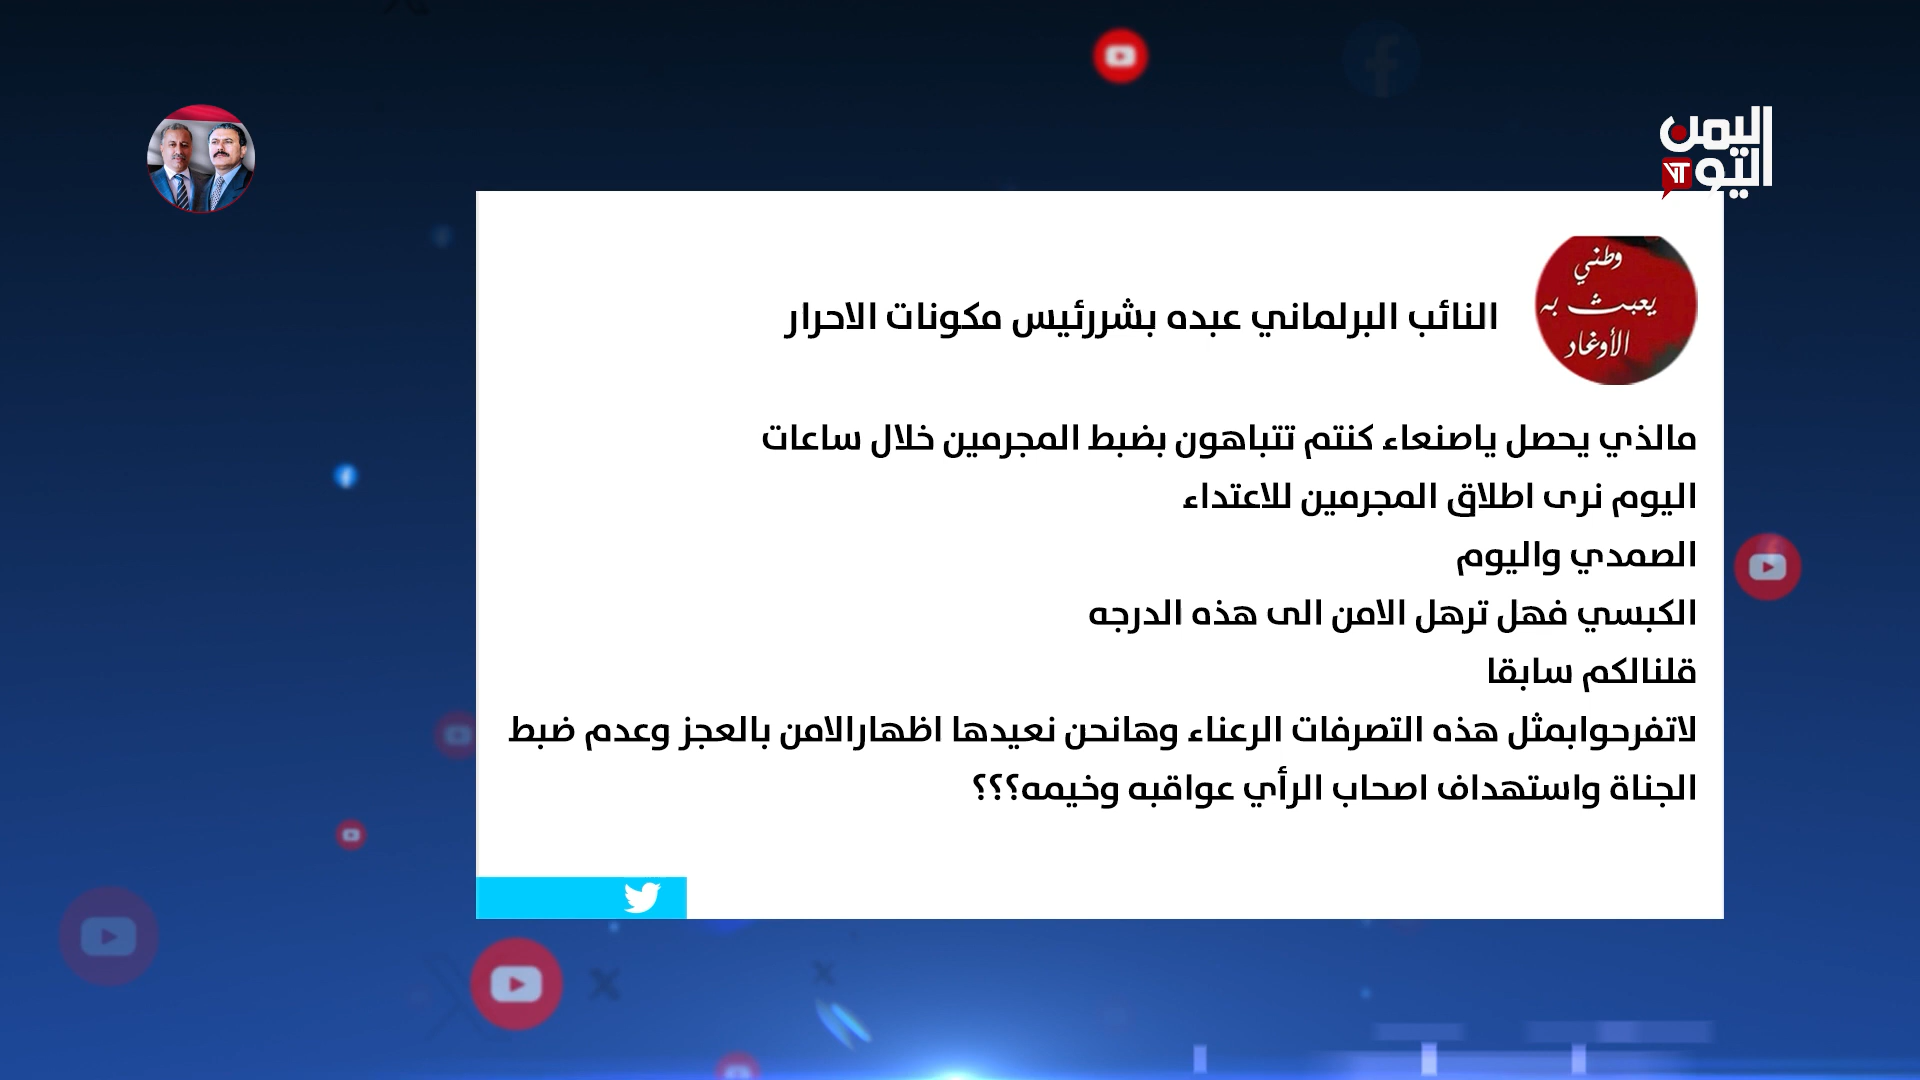 اليمن
اليوم
YT
وطني
يعبث به
الأوغاد
النائب البرلماني عبده بشررئيس مكونات الاحرار
مالذي يحصل ياصنعاء كنتم تتباهون بضبط المجرمين خلال ساعات
اليوم نرى اطلاق المجرمين للاعتداء
الصمدي واليوم
الكبسي فهل ترهل الامن الى هذه الدرجه
قلنالكم سابقا
لاتفرحوابمثل هذه التصرفات الرعناء وهانحن نعيدها اظهارالامن بالعجز وعدم ضبط
الجناة واستهداف اصحاب الرأي عواقبه وخيمه؟؟؟